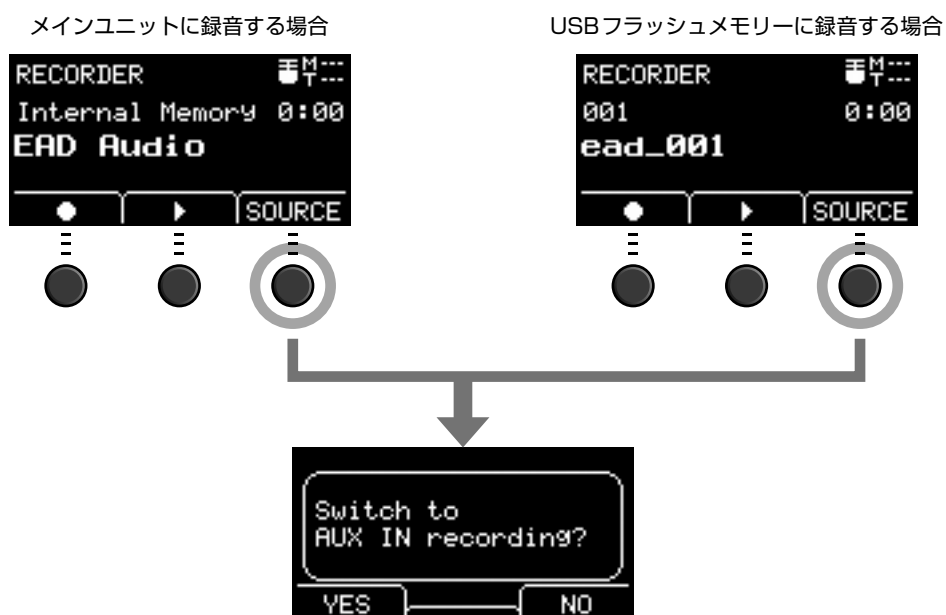 メインユニットに録音する場合
RECORDER M---
T---
Internal Memory 0:00
EAD Audio
SOURCE
USBフラッシュメモリーに録音する場合
RECORDER M---
T---
001 0:00
ead_001
SOURCE
Switch to
AUX IN recording?
YES NO